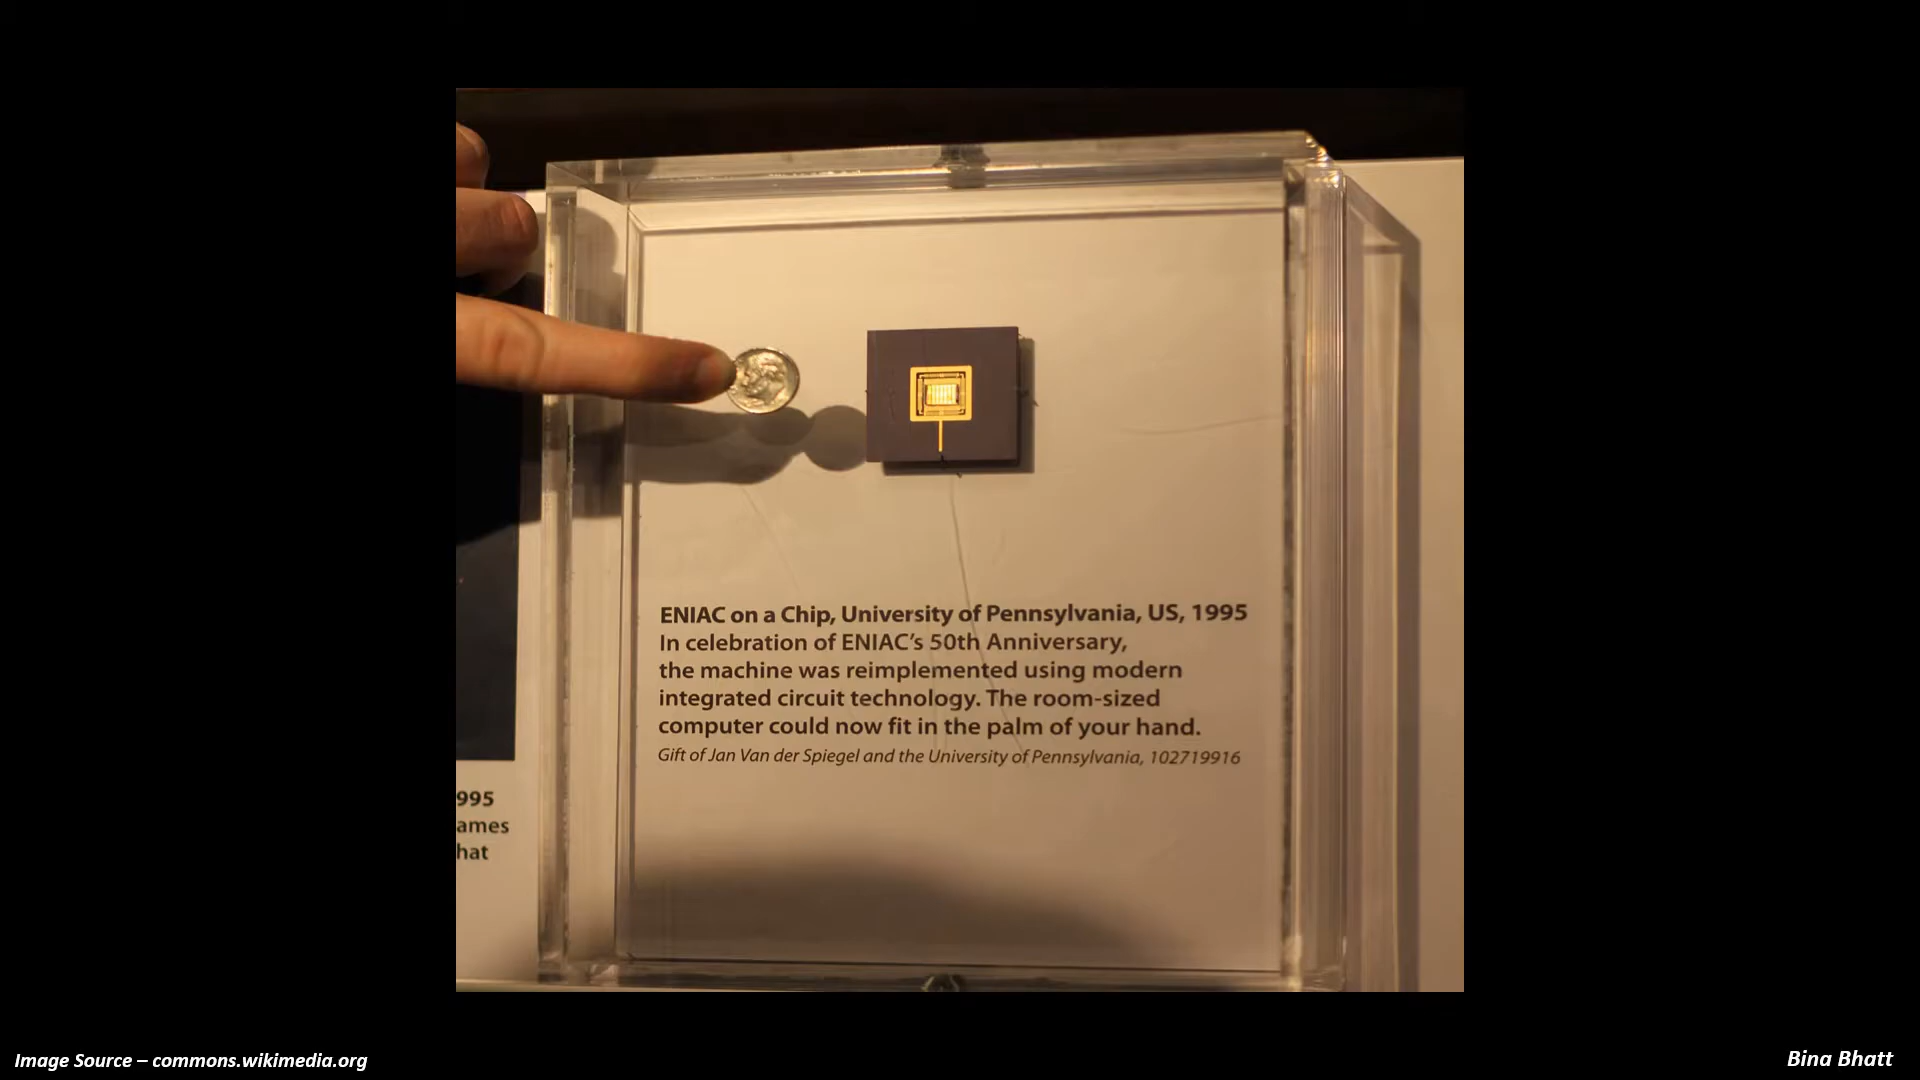 ENIAC on a Chip, University of Pennsylvania, US, 1995
In celebration of ENIAC's 50th Anniversary,
the machine was reimplemented using modern
integrated circuit technology. The room-sized
computer could now fit in the palm of your hand.
Gift of Jan Van der Spiegel and the University of Pennsylvania, 102719916
995
ames
hat
Image Source – commons.wikimedia.org
Bina Bhatt